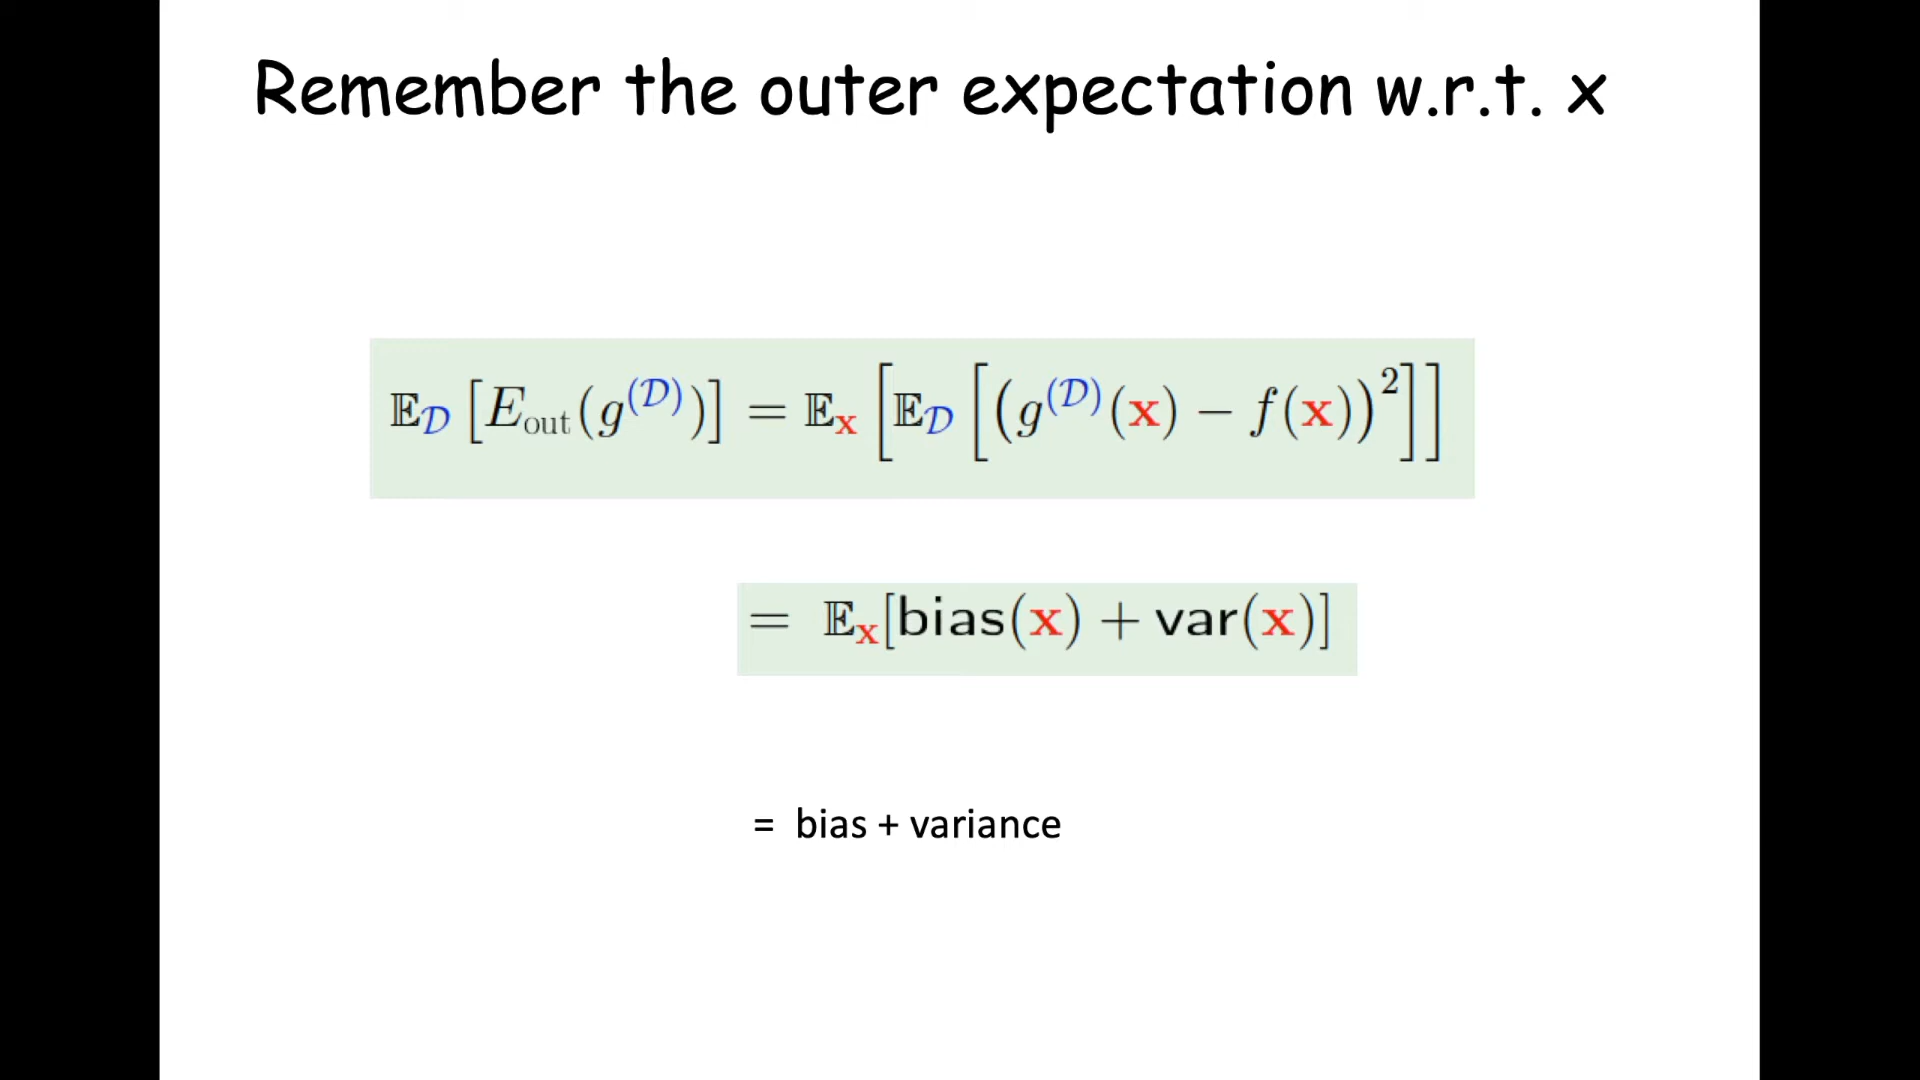 Remember the outer expectation w.r.t. x
𝔼_𝒟 [E_out(g^(𝒟))] = 𝔼_𝐱 [𝔼_𝒟 [(g^(𝒟)(𝐱) − f(𝐱))^2]]
= 𝔼_𝐱[bias(𝐱) + var(𝐱)]
= bias + variance